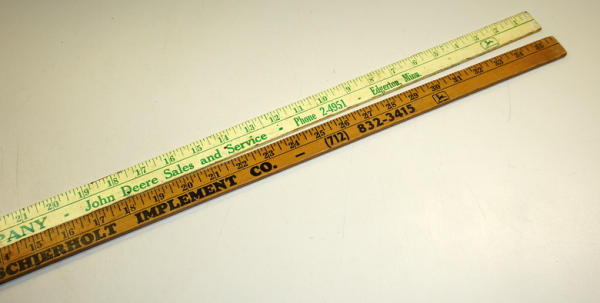 PANY - John Deere Sales and Service - Phone 2-4951 - Edgerton, Minn.
SCHIERHOLT IMPLEMENT CO. - (712) 832-3415